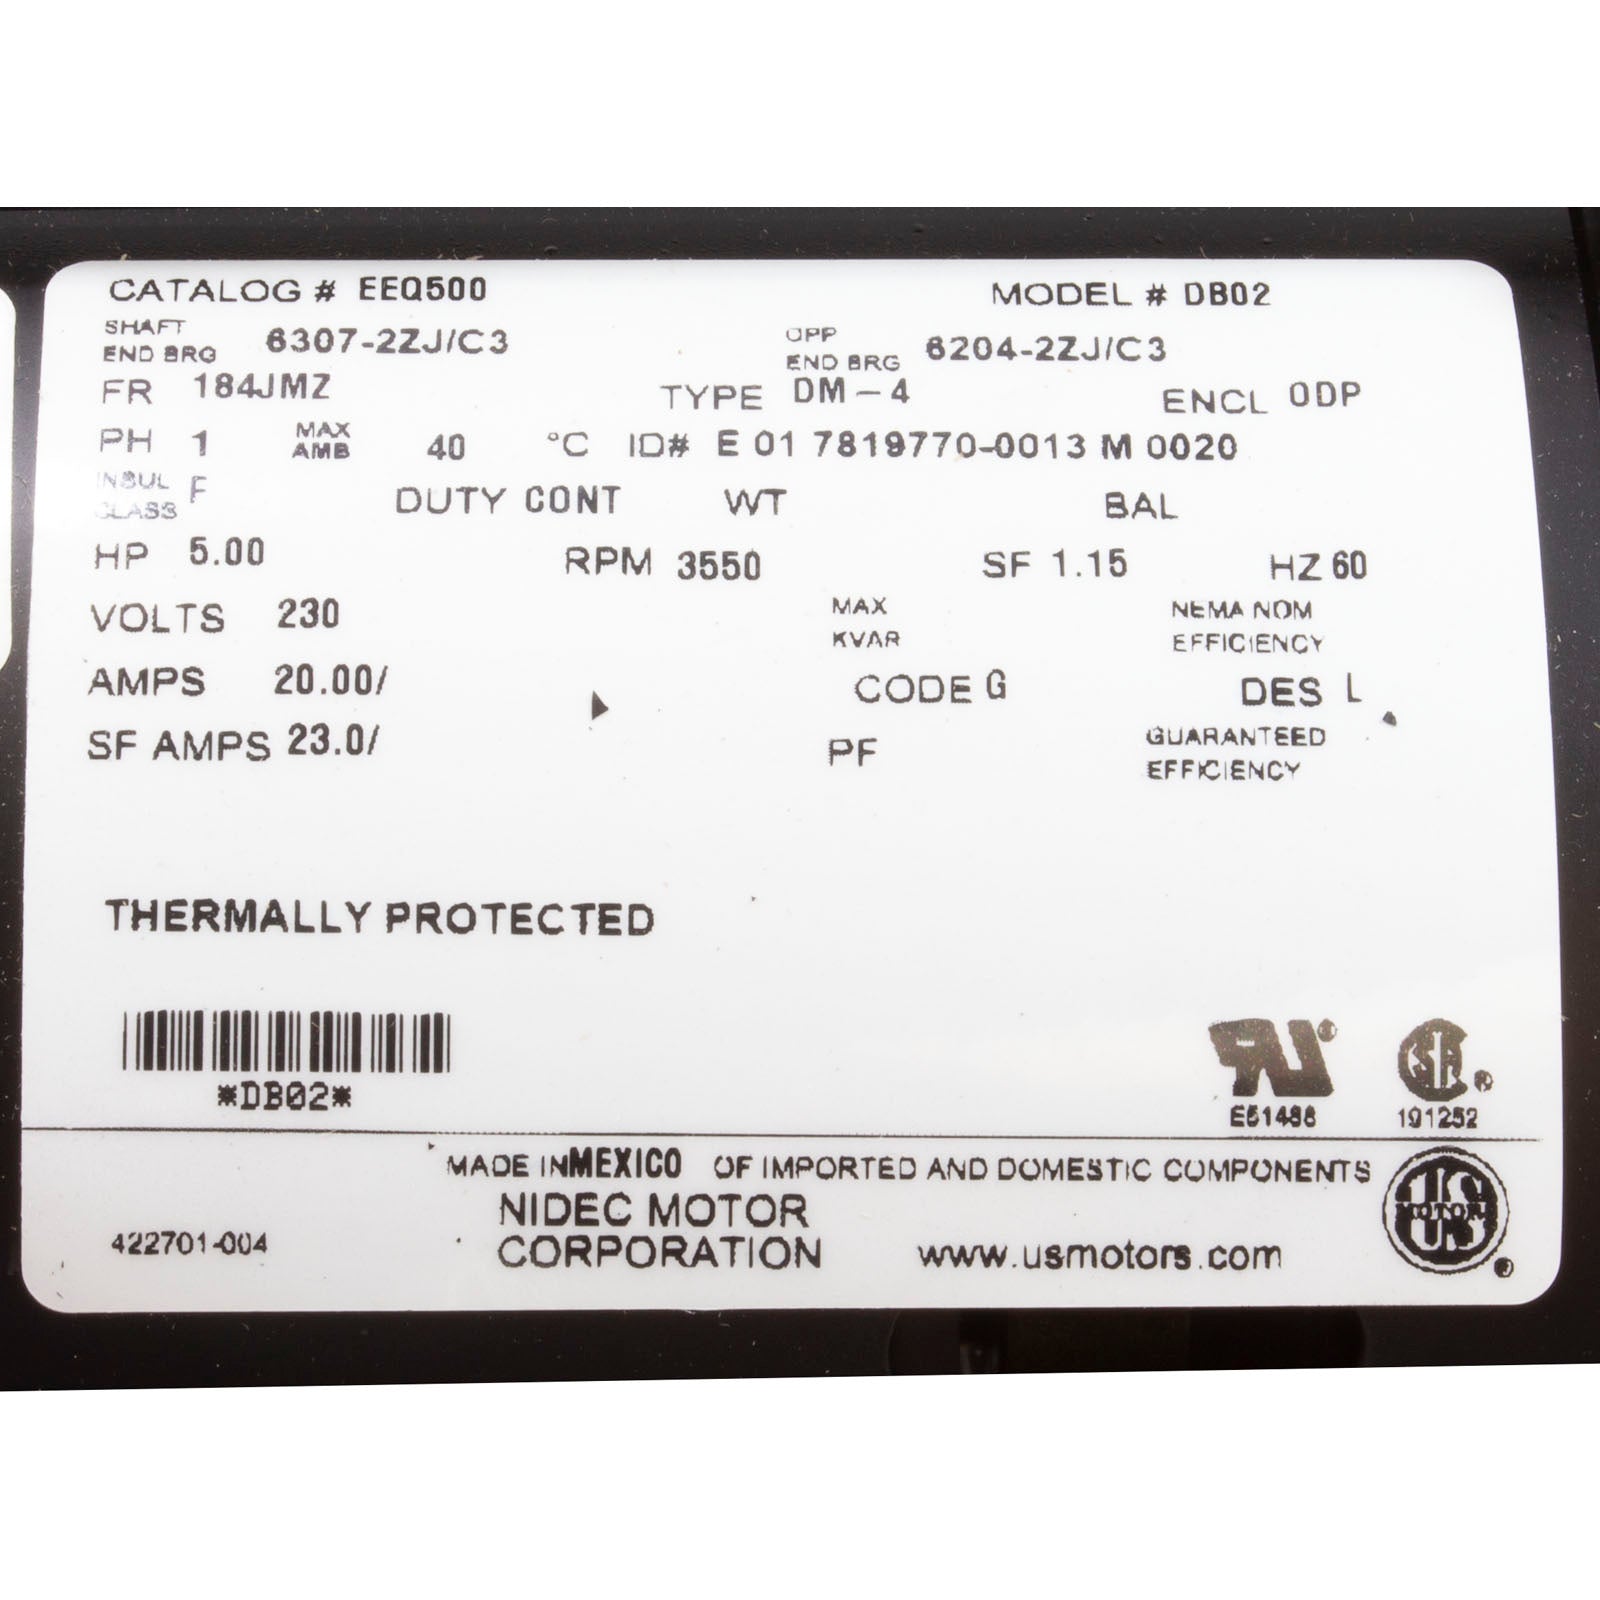 CATALOG # EEQ500 MODEL # DB02
SHAFT END BRG 6307-2ZJ/C3 OPP END BRG 6204-2ZJ/C3
FR 184JMZ TYPE DM-4 ENCL ODP
PH 1 MAX AMB 40 °C ID# E 01 7819770-0013 M 0020
INSUL CLASS F DUTY CONT WT BAL
HP 5.00 RPM 3550 SF 1.15 HZ 60
VOLTS 230 MAX KVAR NEMA NOM EFFICIENCY
AMPS 20.00/ CODE G DES L
SF AMPS 23.0/ PF GUARANTEED EFFICIENCY
THERMALLY PROTECTED
*DB02*
E51488 191252
MADE IN MEXICO OF IMPORTED AND DOMESTIC COMPONENTS
NIDEC MOTOR
422701-004 CORPORATION www.usmotors.com
US MOTORS